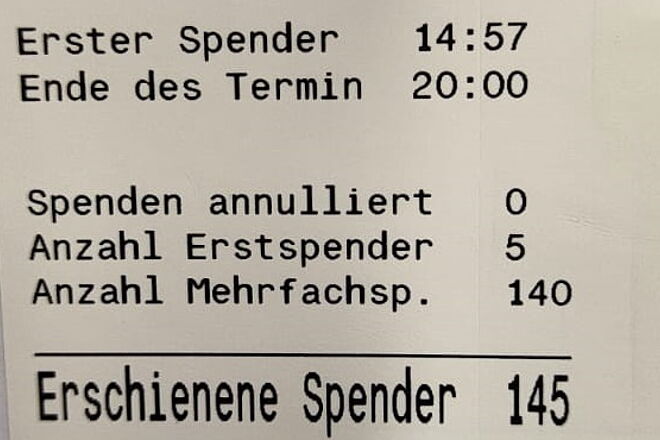 Erster Spender 14:57
Ende des Termin 20:00
Spenden annulliert 0
Anzahl Erstspender 5
Anzahl Mehrfachsp. 140
Erschienene Spender 145